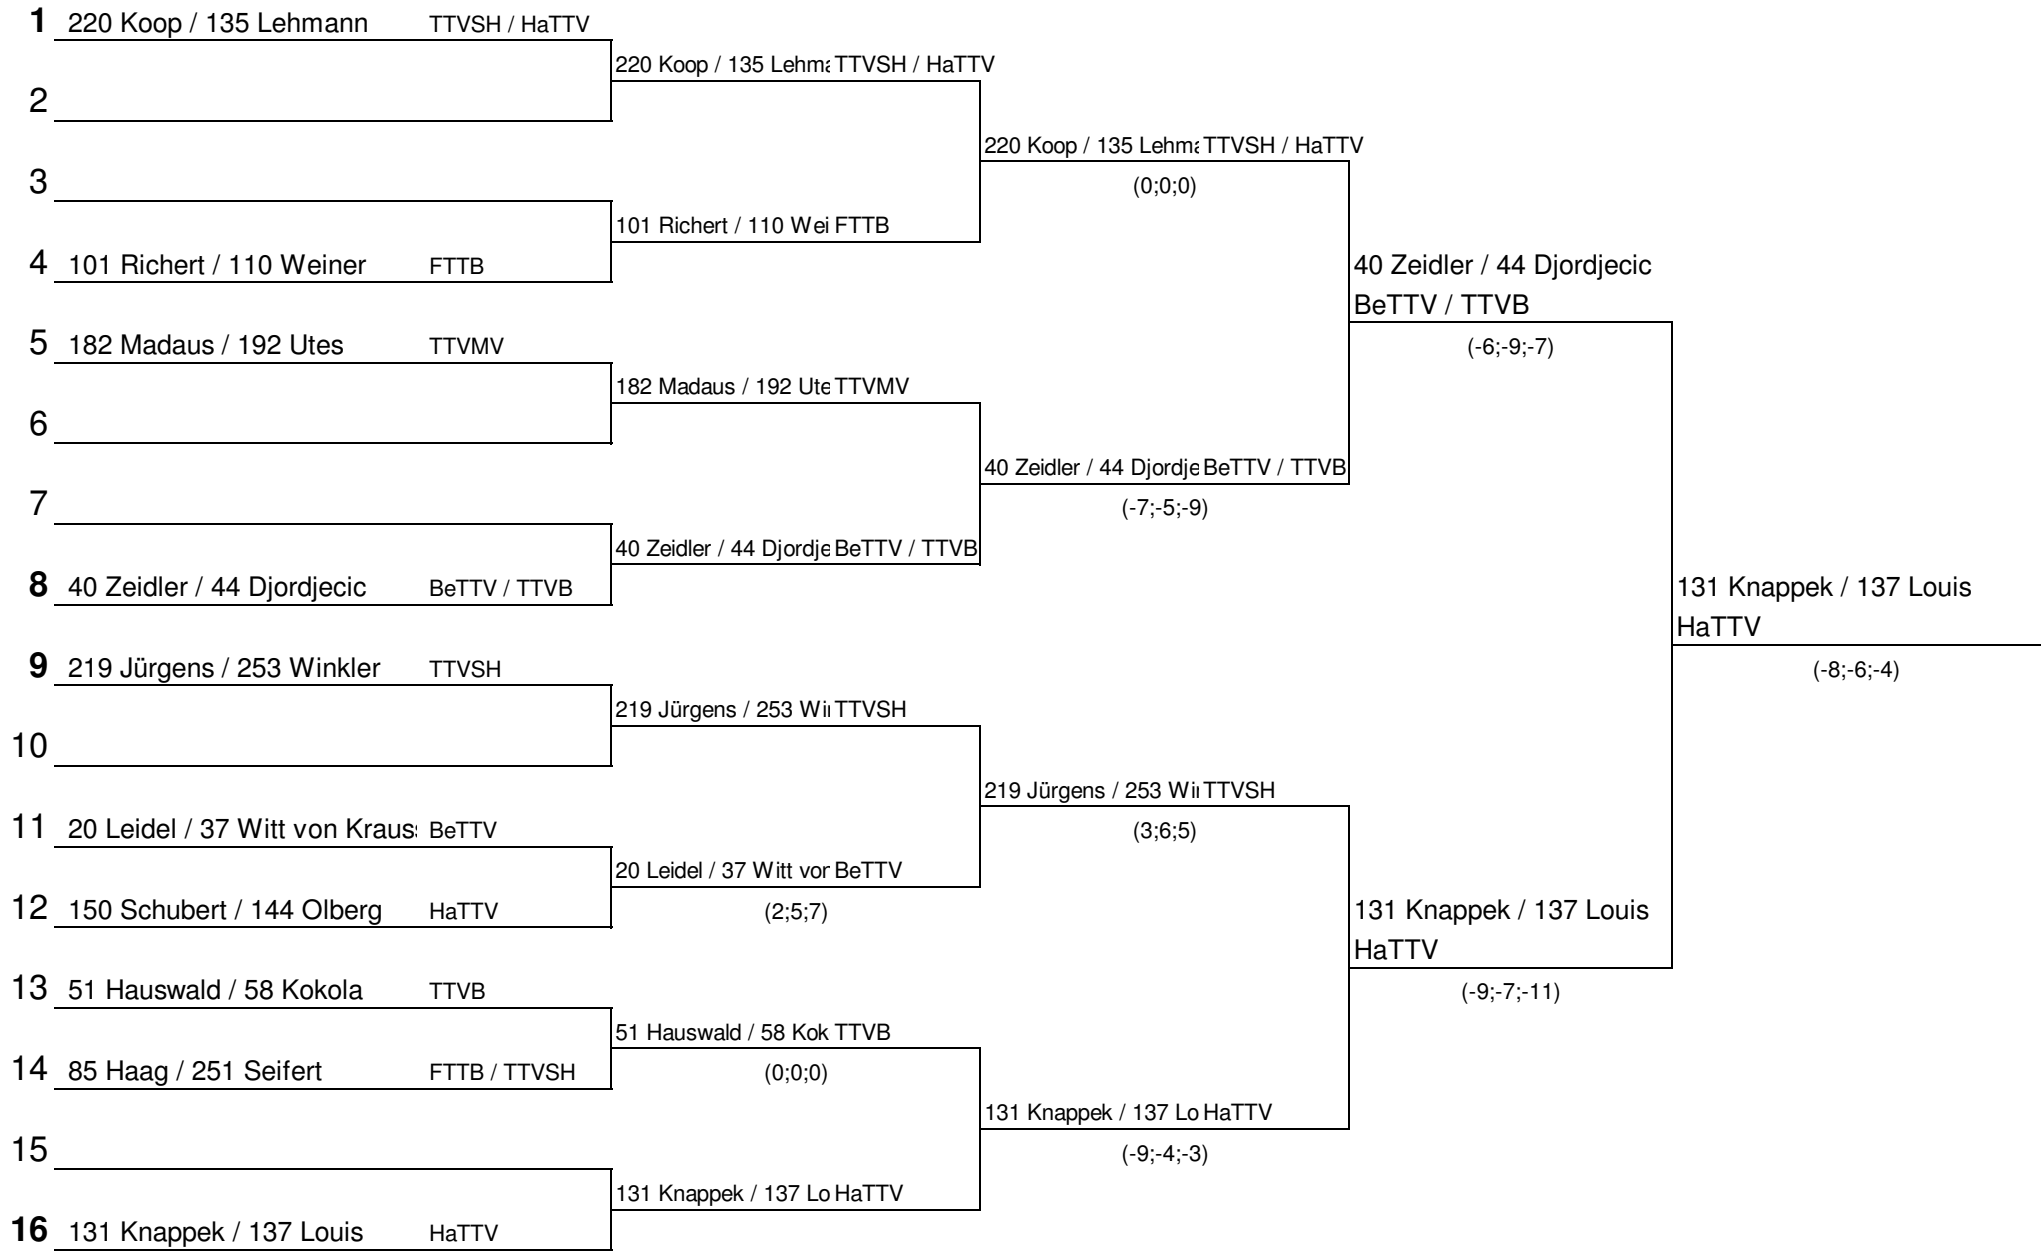 1 220 Koop / 135 Lehmann TTVSH / HaTTV
220 Koop / 135 Lehma TTVSH / HaTTV
2
220 Koop / 135 Lehma TTVSH / HaTTV
3
(0;0;0)
101 Richert / 110 Wei FTTB
4 101 Richert / 110 Weiner FTTB
40 Zeidler / 44 Djordjecic
BeTTV / TTVB
5 182 Madaus / 192 Utes TTVMV
(-6;-9;-7)
182 Madaus / 192 Ute TTVMV
6
40 Zeidler / 44 Djordje BeTTV / TTVB
7
(-7;-5;-9)
40 Zeidler / 44 Djordje BeTTV / TTVB
8 40 Zeidler / 44 Djordjecic BeTTV / TTVB
131 Knappek / 137 Louis
HaTTV
9 219 Jürgens / 253 Winkler TTVSH
(-8;-6;-4)
219 Jürgens / 253 Wi TTVSH
10
219 Jürgens / 253 Wi TTVSH
11 20 Leidel / 37 Witt von Kraus BeTTV
(3;6;5)
20 Leidel / 37 Witt vor BeTTV
12 150 Schubert / 144 Olberg HaTTV
(2;5;7)
131 Knappek / 137 Louis
HaTTV
13 51 Hauswald / 58 Kokola TTVB
(-9;-7;-11)
51 Hauswald / 58 Kok TTVB
14 85 Haag / 251 Seifert FTTB / TTVSH
(0;0;0)
131 Knappek / 137 Lo HaTTV
15
(-9;-4;-3)
131 Knappek / 137 Lo HaTTV
16 131 Knappek / 137 Louis HaTTV